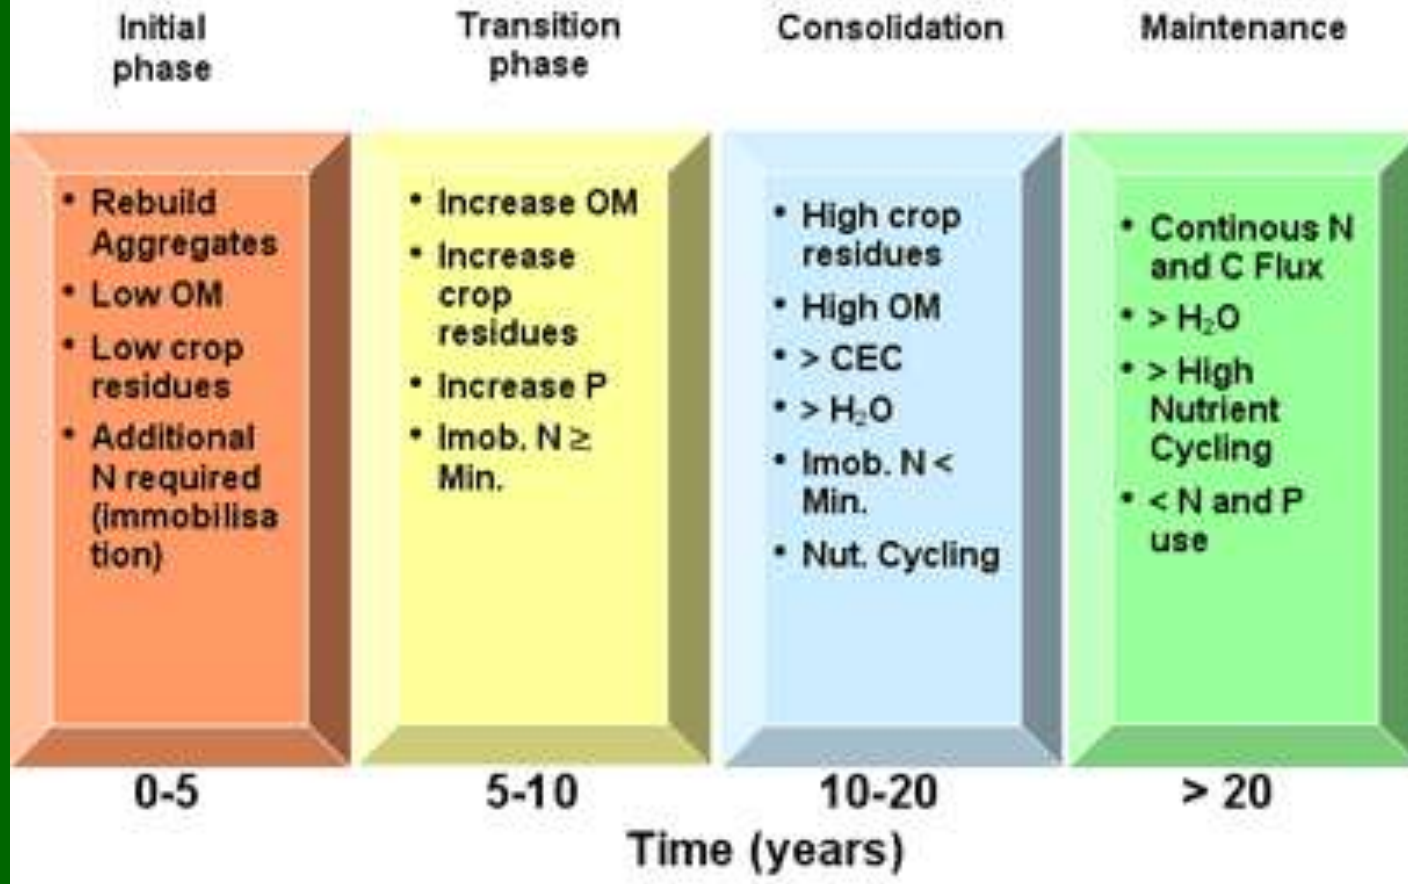 Initial
phase
Transition
phase
Consolidation
Maintenance
• Rebuild
Aggregates
• Low OM
• Low crop
residues
• Additional
N required
(immobilisa
tion)
• Increase OM
• Increase
crop
residues
• Increase P
• Imob. N ≥
Min.
• High crop
residues
• High OM
• > CEC
• > H₂O
• Imob. N <
Min.
• Nut. Cycling
• Continous N
and C Flux
• > H₂O
• > High
Nutrient
Cycling
• < N and P
use
0-5
5-10
10-20
> 20
Time (years)